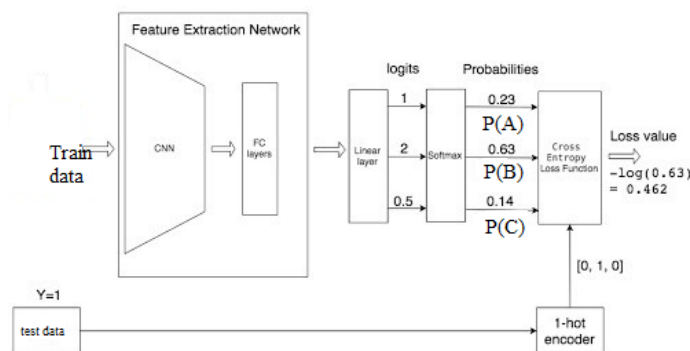 Feature Extraction Network
Train
data
CNN
FC
layers
logits
Probabilities
Linear
layer
1
2
0.5
Softmax
0.23
P(A)
0.63
P(B)
0.14
P(C)
Cross
Entropy
Loss Function
Loss value
-log(0.63)
= 0.462
[0, 1, 0]
Y=1
test data
1-hot
encoder